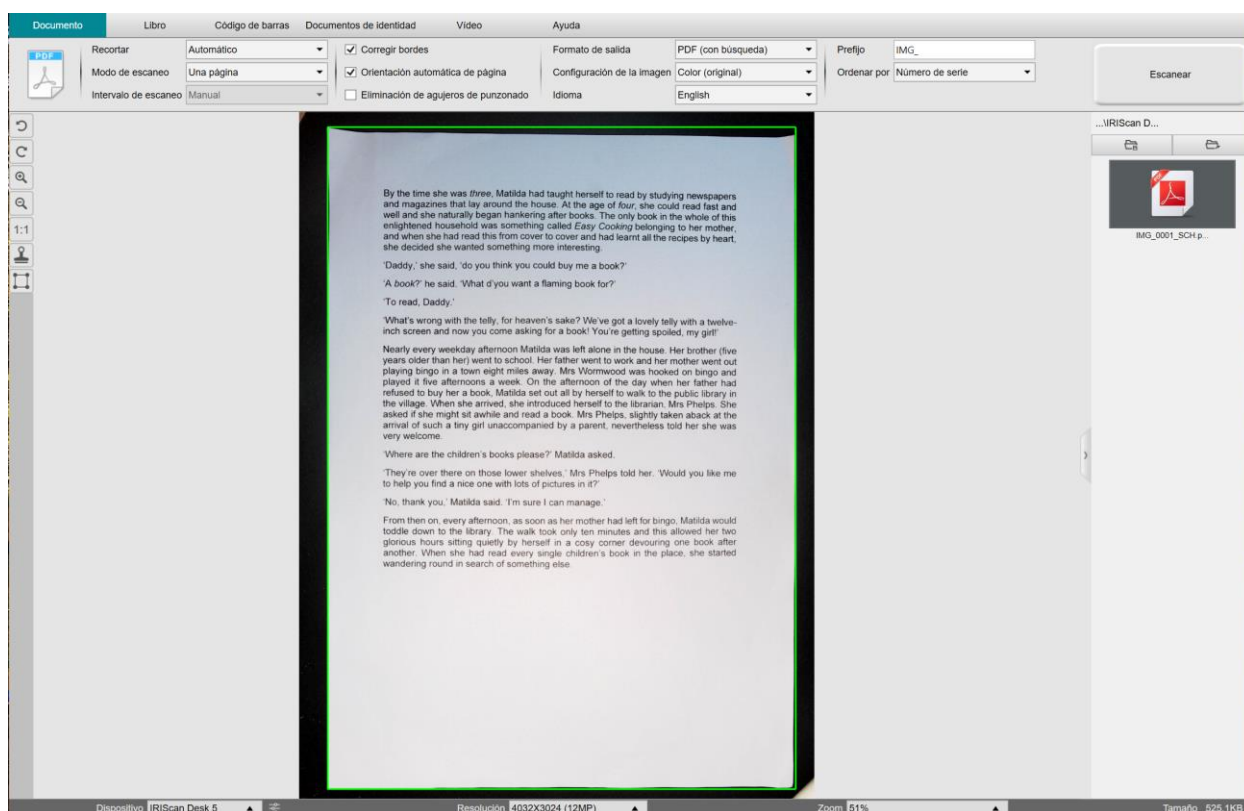 Documento Libro Código de barras Documentos de identidad Vídeo Ayuda
PDF Recortar Automático Corregir bordes Formato de salida PDF (con búsqueda) Prefijo IMG_ Escanear
Modo de escaneo Una página Orientación automática de página Configuración de la imagen Color (original) Ordenar por Número de serie
Intervalo de escaneo Manual Eliminación de agujeros de punzonado Idioma English
...\IRIScan D...
1:1
By the time she was three, Matilda had taught herself to read by studying newspapers
and magazines that lay around the house. At the age of four, she could read fast and
well and she naturally began hankering after books. The only book in the whole of this
enlightened household was something called Easy Cooking belonging to her mother,
and when she had read this from cover to cover and had learnt all the recipes by heart,
she decided she wanted something more interesting.
'Daddy,' she said, 'do you think you could buy me a book?'
'A book?' he said. 'What d'you want a flaming book for?'
'To read, Daddy.'
'What's wrong with the telly, for heaven's sake? We've got a lovely telly with a twelve-
inch screen and now you come asking for a book! You're getting spoiled, my girl!'
Nearly every weekday afternoon Matilda was left alone in the house. Her brother (five
years older than her) went to school. Her father went to work and her mother went out
playing bingo in a town eight miles away. Mrs Wormwood was hooked on bingo and
played it five afternoons a week. On the afternoon of the day when her father had
refused to buy her a book, Matilda set out all by herself to walk to the public library in
the village. When she arrived, she introduced herself to the librarian, Mrs Phelps. She
asked if she might sit awhile and read a book. Mrs Phelps, slightly taken aback at the
arrival of such a tiny girl unaccompanied by a parent, nevertheless told her she was
very welcome.
'Where are the children's books please?' Matilda asked.
'They're over there on those lower shelves,' Mrs Phelps told her. 'Would you like me
to help you find a nice one with lots of pictures in it?'
'No, thank you,' Matilda said. 'I'm sure I can manage.'
From then on, every afternoon, as soon as her mother had left for bingo, Matilda would
toddle down to the library. The walk took only ten minutes and this allowed her two
glorious hours sitting quietly by herself in a cosy corner devouring one book after
another. When she had read every single children's book in the place, she started
wandering round in search of something else.
IMG_0001_SCH.p...
Dispositivo IRIScan Desk 5 Resolución 4032X3024 (12MP) Zoom 51% Tamaño 525.1KB